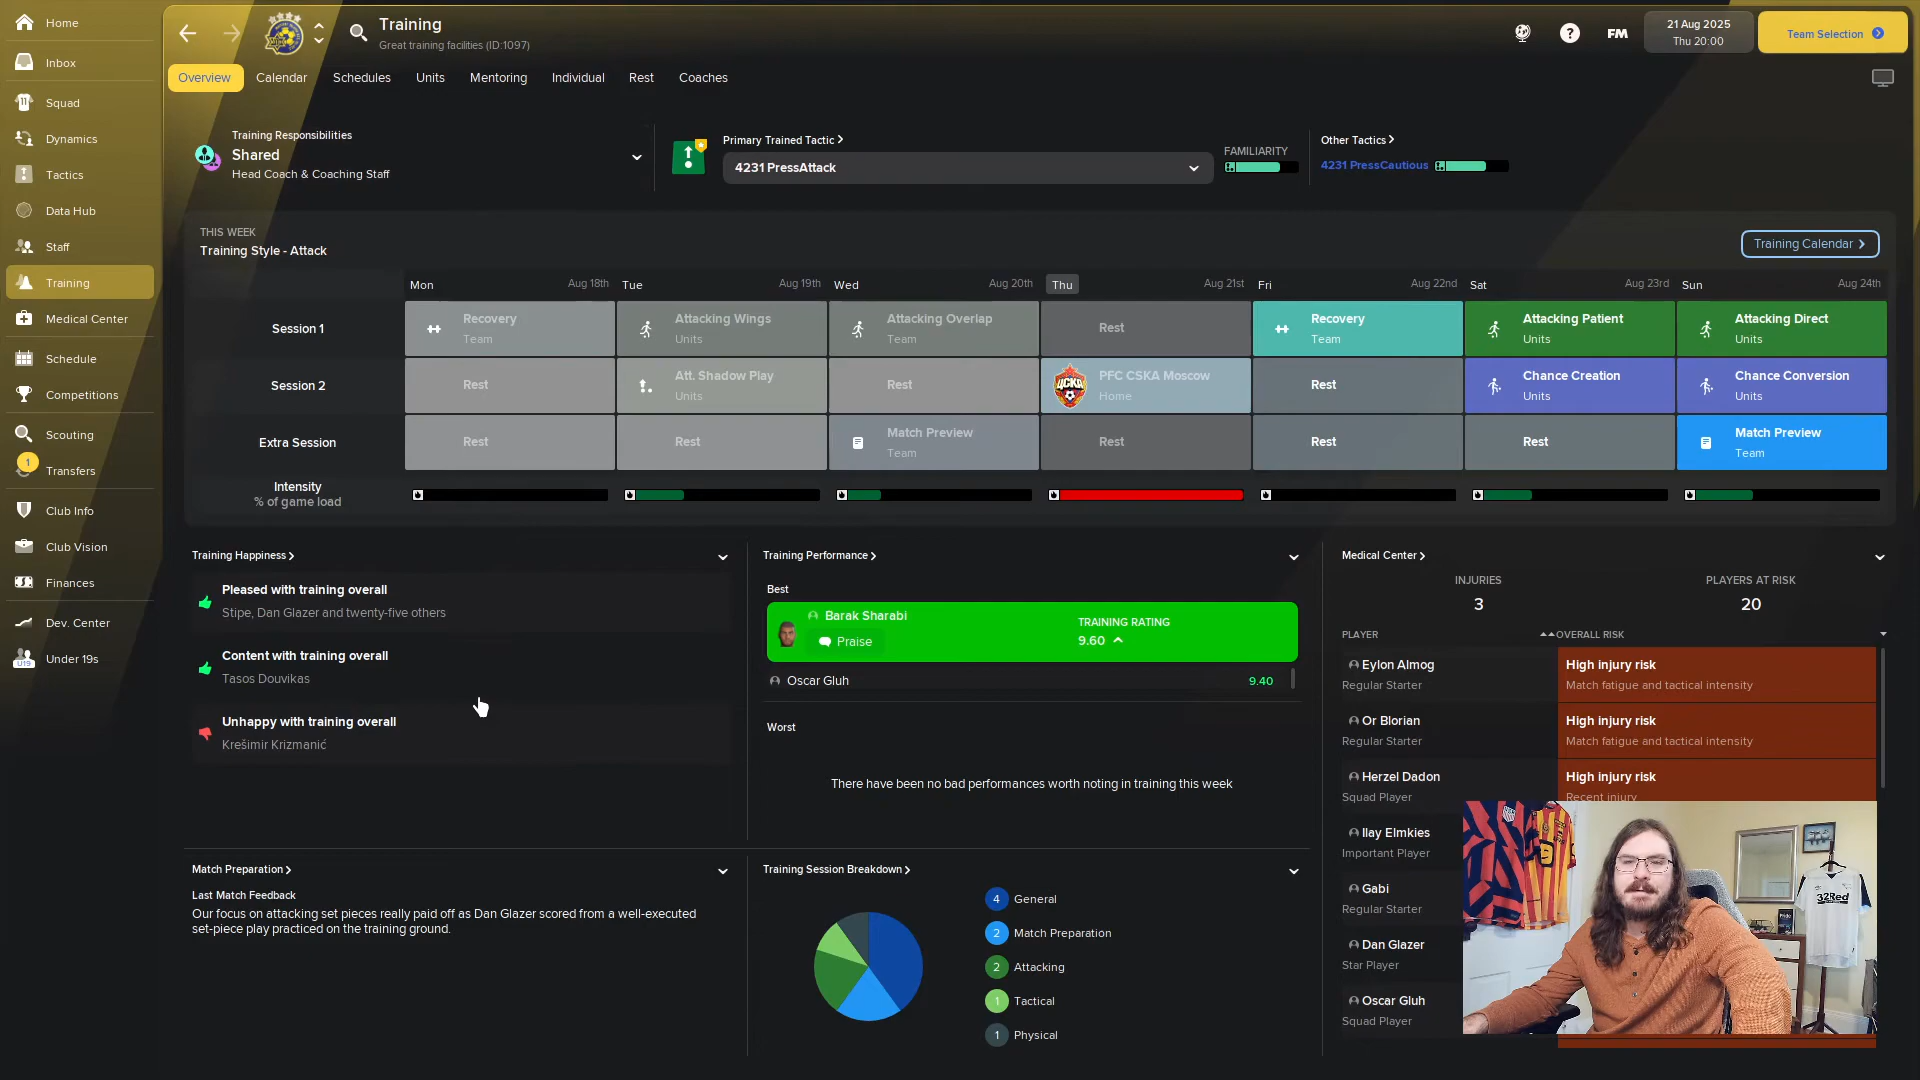 Home
Inbox
Squad
Dynamics
Tactics
Data Hub
Staff
Training
Medical Center
Schedule
Competitions
Scouting
1
Transfers
Club Info
Club Vision
Finances
Dev. Center
U19
Under 19s
Training
Great training facilities (ID:1097)
?
FM
21 Aug 2025
Thu 20:00
Team Selection
Overview
Calendar
Schedules
Units
Mentoring
Individual
Rest
Coaches
Training Responsibilities
Shared
Head Coach & Coaching Staff
Primary Trained Tactic
4231 PressAttack
FAMILIARITY
Other Tactics
4231 PressCautious
THIS WEEK
Training Style - Attack
Training Calendar
Mon Aug 18th
Tue Aug 19th
Wed Aug 20th
Thu Aug 21st
Fri Aug 22nd
Sat Aug 23rd
Sun Aug 24th
Session 1
Recovery
Team
Attacking Wings
Units
Attacking Overlap
Team
Rest
Recovery
Team
Attacking Patient
Units
Attacking Direct
Units
Session 2
Rest
Att. Shadow Play
Units
Rest
ЦСКА
PFC CSKA Moscow
Home
Rest
Chance Creation
Units
Chance Conversion
Units
Extra Session
Rest
Rest
Match Preview
Team
Rest
Rest
Rest
Match Preview
Team
Intensity
% of game load
Training Happiness
Pleased with training overall
Stipe, Dan Glazer and twenty-five others
Content with training overall
Tasos Douvikas
Unhappy with training overall
Krešimir Krizmanić
Training Performance
Best
Barak Sharabi
Praise
TRAINING RATING
9.60
Oscar Gluh 9.40
Worst
There have been no bad performances worth noting in training this week
Medical Center
INJURIES
3
PLAYERS AT RISK
20
PLAYER
OVERALL RISK
Eylon Almog
Regular Starter
High injury risk
Match fatigue and tactical intensity
Or Blorian
Regular Starter
High injury risk
Match fatigue and tactical intensity
Herzel Dadon
Squad Player
High injury risk
Recent injury
Ilay Elmkies
Important Player
Gabi
Regular Starter
Dan Glazer
Star Player
Oscar Gluh
Squad Player
32Red
Match Preparation
Last Match Feedback
Our focus on attacking set pieces really paid off as Dan Glazer scored from a well-executed
set-piece play practiced on the training ground.
Training Session Breakdown
4 General
2 Match Preparation
2 Attacking
1 Tactical
1 Physical